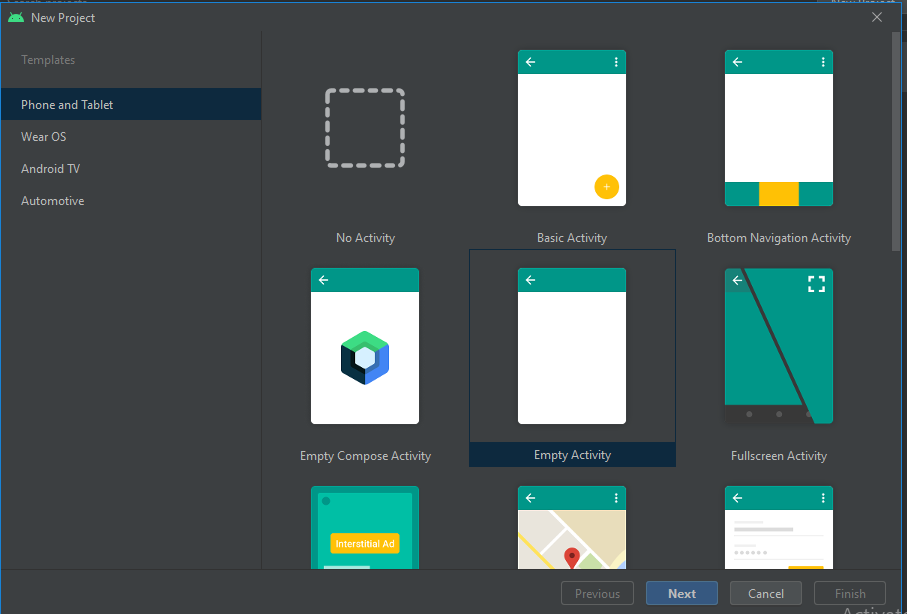 New Project
Templates
Phone and Tablet
Wear OS
Android TV
Automotive
No Activity
Basic Activity
Bottom Navigation Activity
Empty Compose Activity
Empty Activity
Fullscreen Activity
Interstitial Ad
Previous
Next
Cancel
Finish